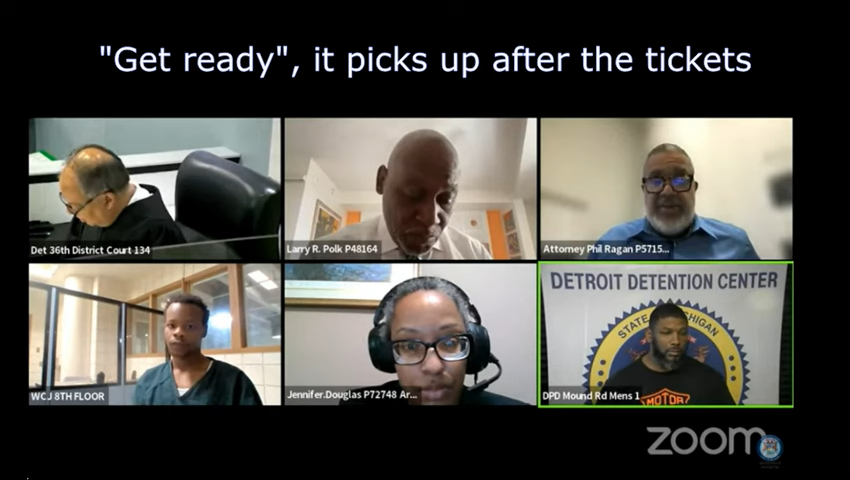 "Get ready", it picks up after the tickets
Det 36th District Court 134
Larry R. Polk P48164
Attorney Phil Ragan P5715...
DETROIT DETENTION CENTER
STATE
WCJ 8TH FLOOR
Jennifer.Douglas P72748 Ar...
MOTOR
DPD Mound Rd Mens 1
zoom